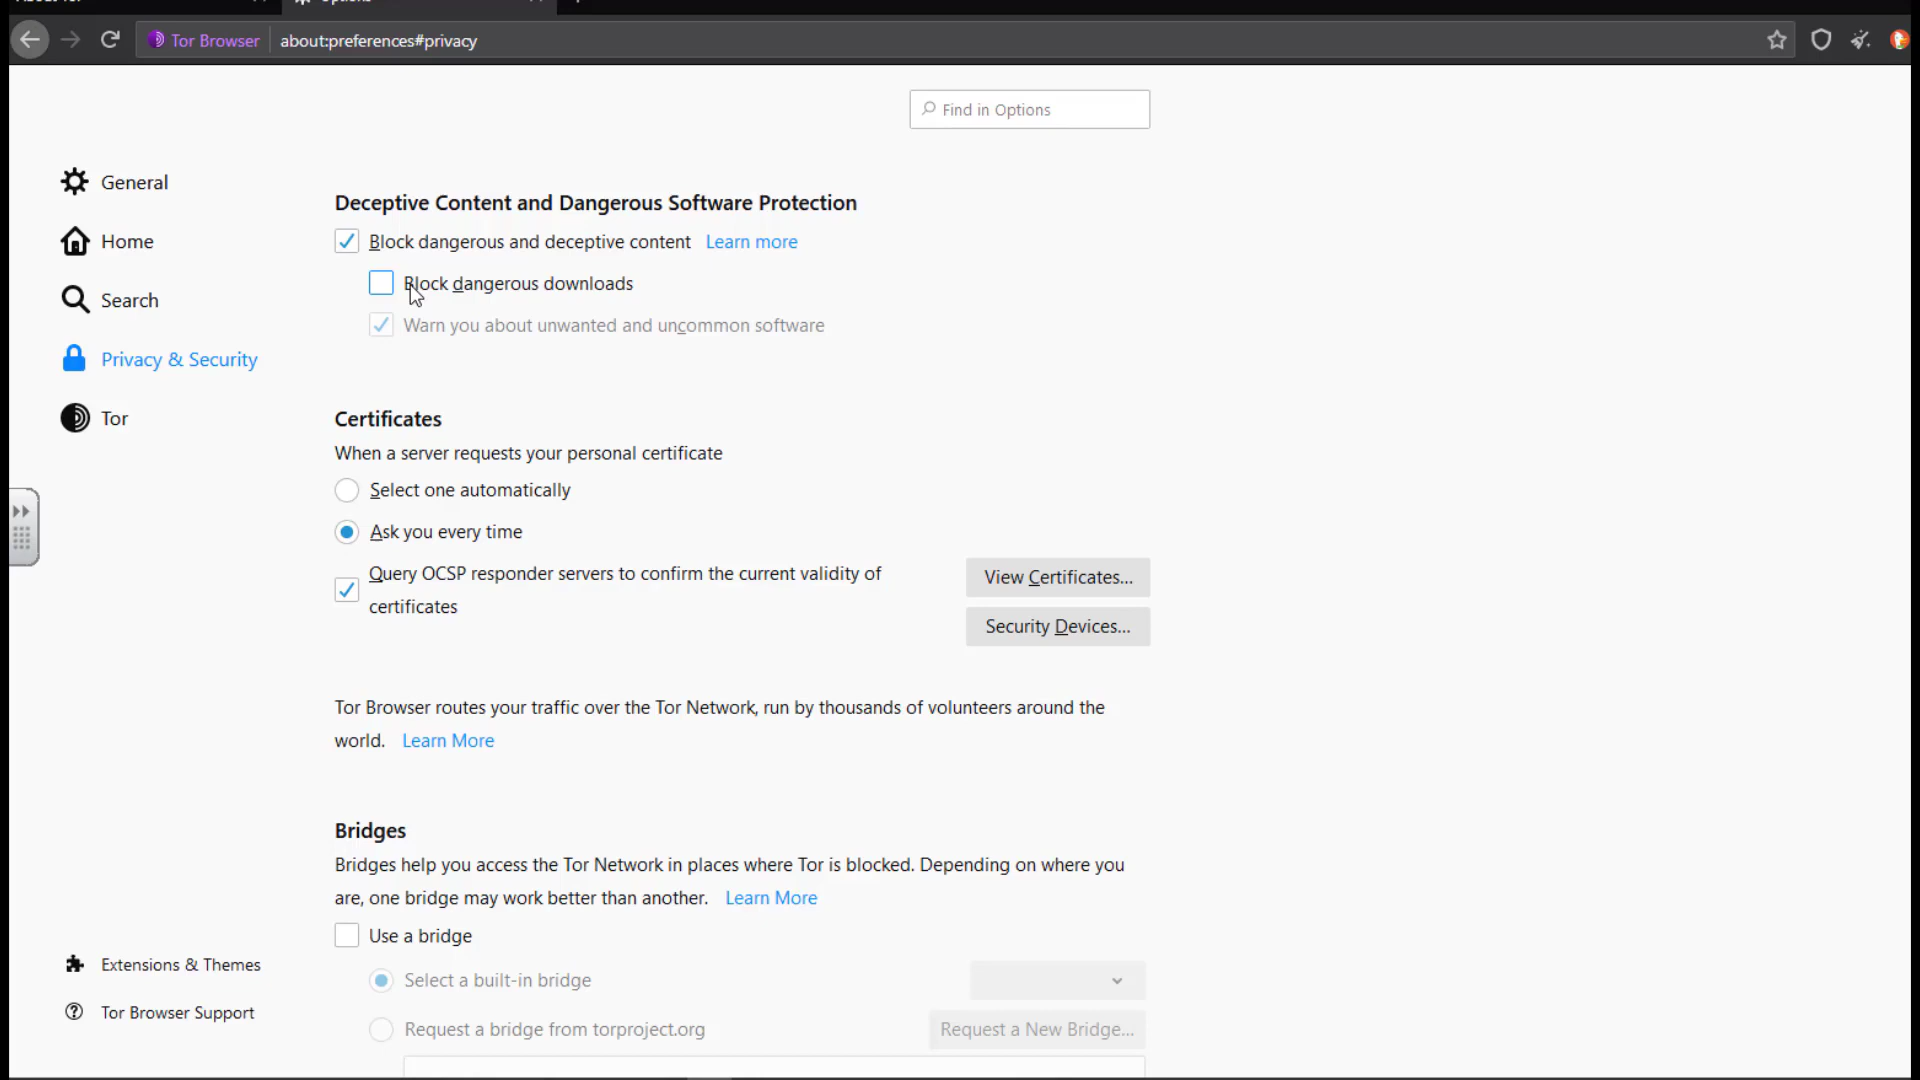 Tor Browser
about:preferences#privacy
Find in Options
General
Home
Search
Privacy & Security
Tor
Extensions & Themes
Tor Browser Support
Deceptive Content and Dangerous Software Protection
Block dangerous and deceptive content Learn more
Block dangerous downloads
Warn you about unwanted and uncommon software
Certificates
When a server requests your personal certificate
Select one automatically
Ask you every time
Query OCSP responder servers to confirm the current validity of
certificates
View Certificates...
Security Devices...
Tor Browser routes your traffic over the Tor Network, run by thousands of volunteers around the
world. Learn More
Bridges
Bridges help you access the Tor Network in places where Tor is blocked. Depending on where you
are, one bridge may work better than another. Learn More
Use a bridge
Select a built-in bridge
Request a bridge from torproject.org
Request a New Bridge...